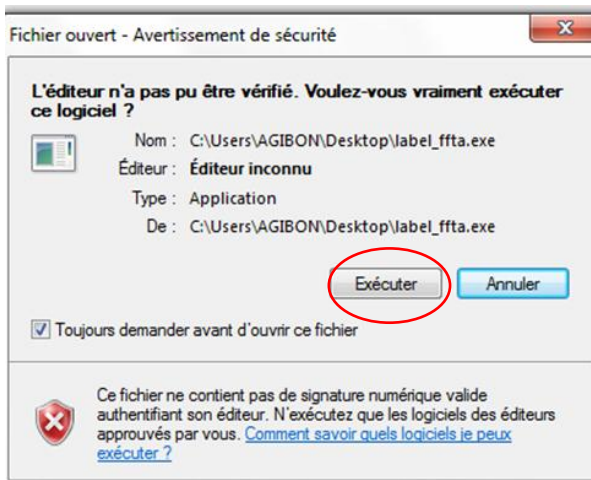 Fichier ouvert - Avertissement de sécurité
L'éditeur n'a pas pu être vérifié. Voulez-vous vraiment exécuter
ce logiciel ?
Nom : C:\Users\AGIBON\Desktop\label_ffta.exe
Éditeur : Éditeur inconnu
Type : Application
De : C:\Users\AGIBON\Desktop\label_ffta.exe
Exécuter Annuler
Toujours demander avant d'ouvrir ce fichier
Ce fichier ne contient pas de signature numérique valide
authentifiant son éditeur. N'exécutez que les logiciels des éditeurs
approuvés par vous. Comment savoir quels logiciels je peux
exécuter ?